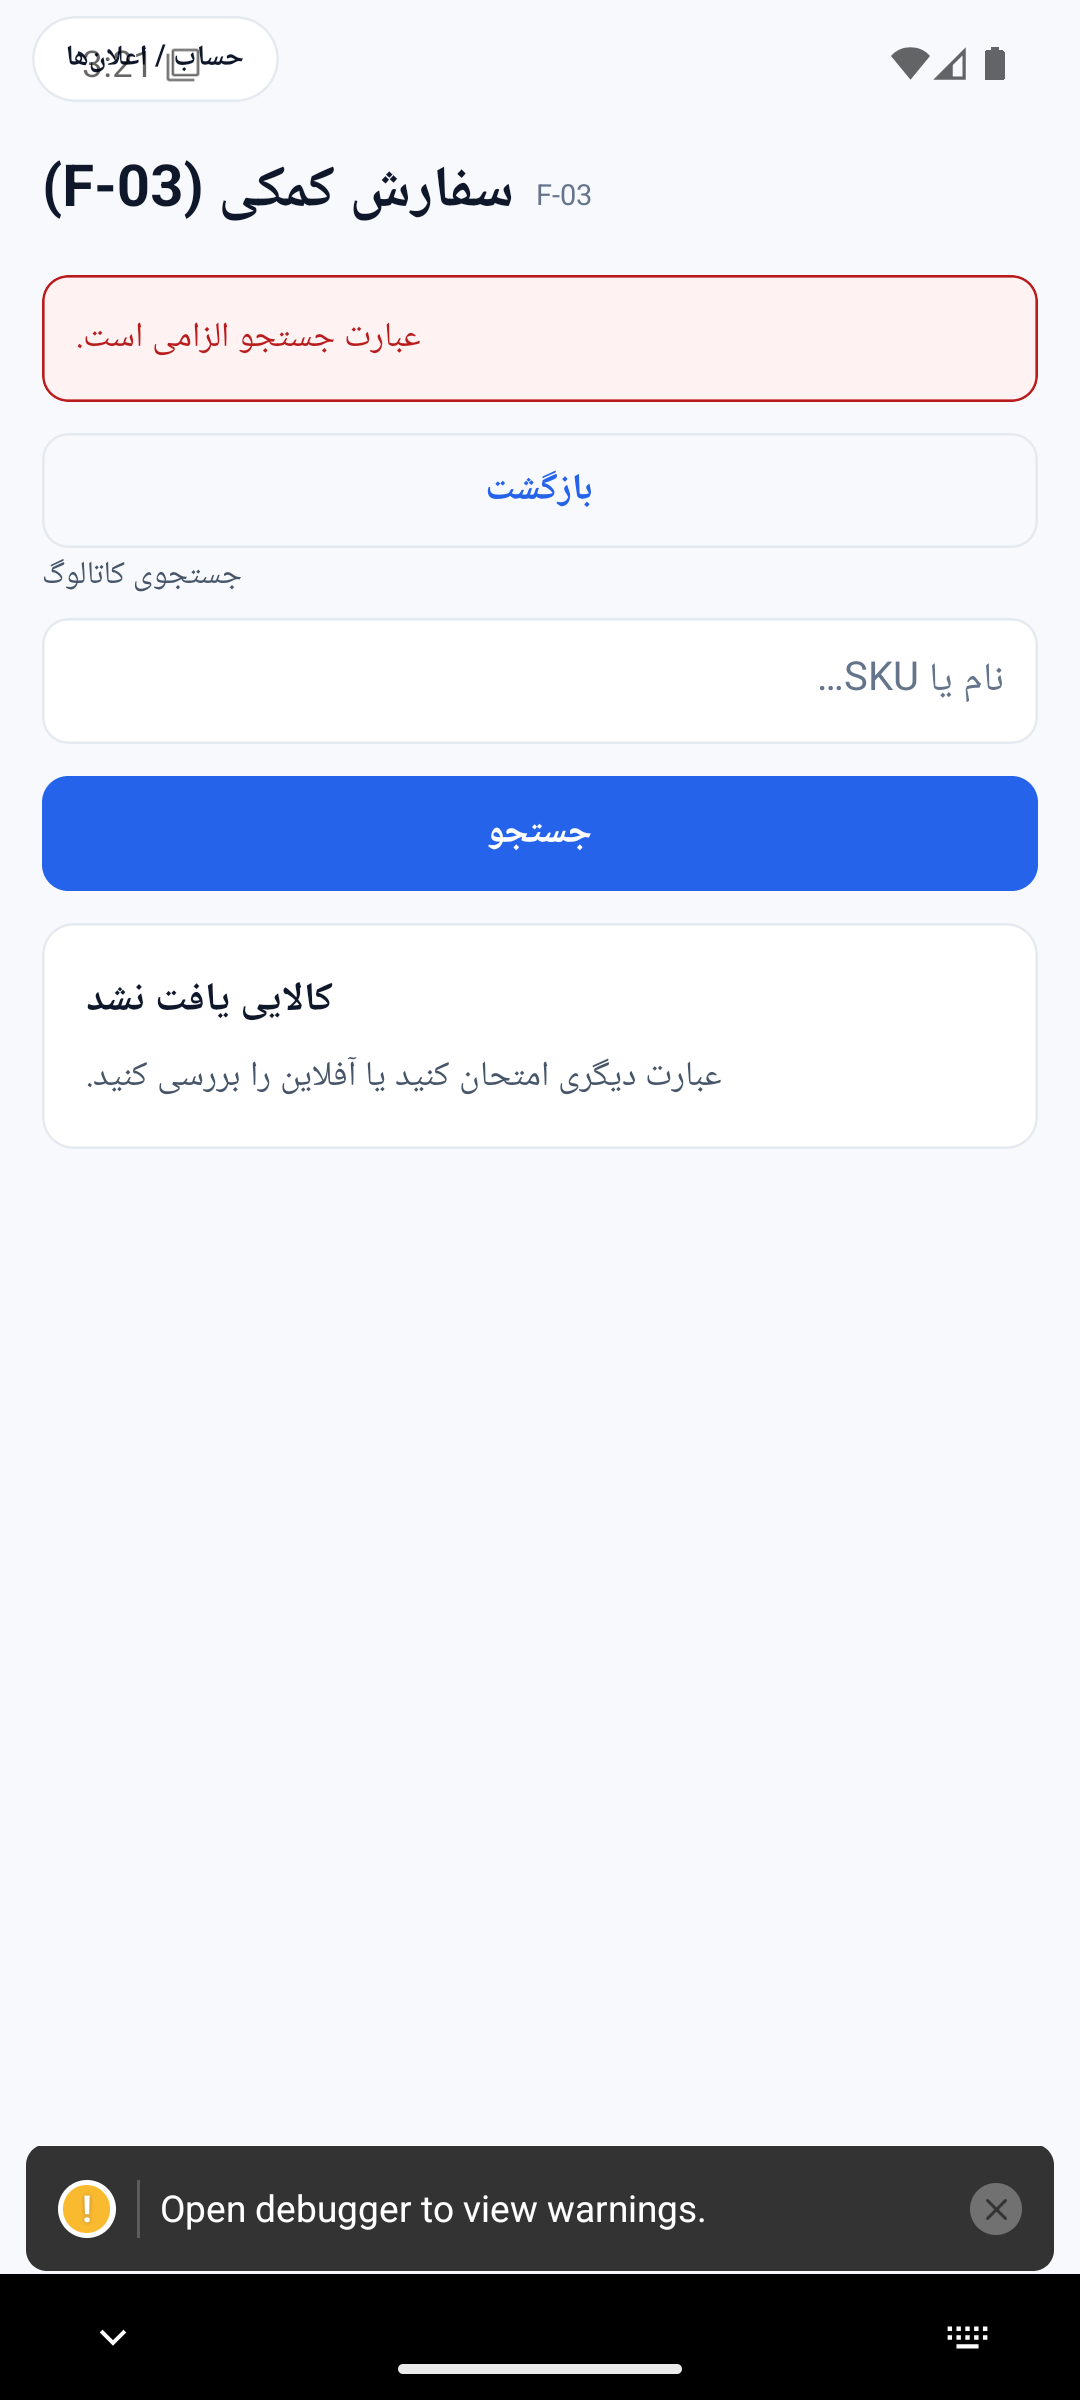 حساب / اعلان‌ها
3:21
سفارش کمکی (F-03) F-03
عبارت جستجو الزامی است.
بازگشت
جستجوی کاتالوگ
نام یا SKU...
جستجو
کالایی یافت نشد
عبارت دیگری امتحان کنید یا آفلاین را بررسی کنید.
Open debugger to view warnings.